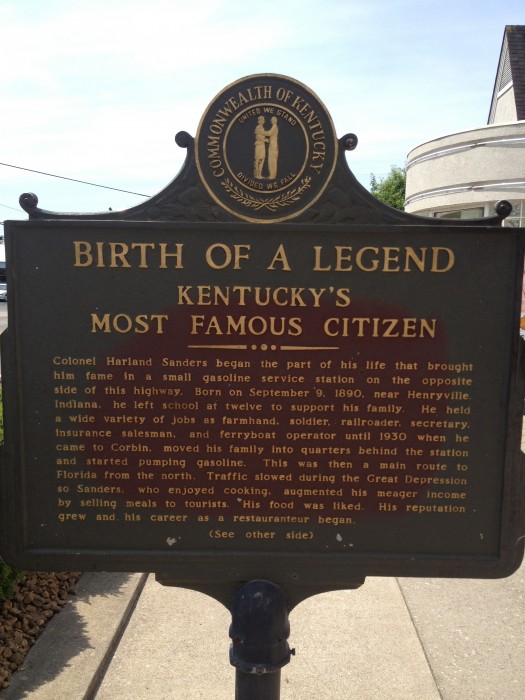 COMMONWEALTH OF KENTUCKY
UNITED WE STAND
DIVIDED WE FALL
BIRTH OF A LEGEND
KENTUCKY'S
MOST FAMOUS CITIZEN
Colonel Harland Sanders began the part of his life that brought
him fame in a small gasoline service station on the opposite
side of this highway. Born on September 9, 1890, near Henryville,
Indiana, he left school at twelve to support his family. He held
a wide variety of jobs as farmhand, soldier, railroader, secretary,
insurance salesman, and ferryboat operator until 1930 when he
came to Corbin, moved his family into quarters behind the station
and started pumping gasoline. This was then a main route to
Florida from the north. Traffic slowed during the Great Depression
so Sanders, who enjoyed cooking, augmented his meager income
by selling meals to tourists. His food was liked. His reputation
grew and his career as a restauranteur began.
(See other side)